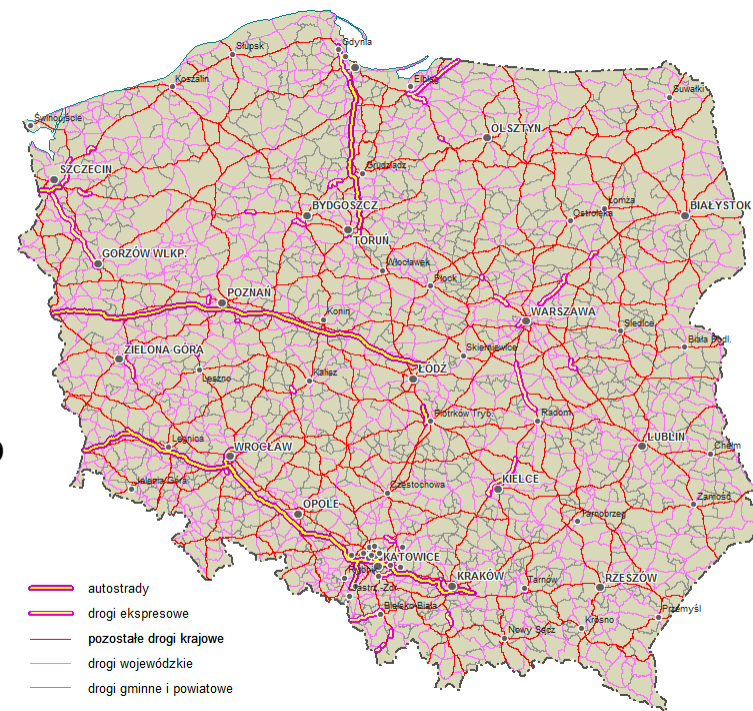 Gdynia
Słupsk
Koszalin
Elbląg
Suwałki
Świnoujście
OLSZTYN
SZCZECIN
Grudziądz
BYDGOSZCZ
Łomża
BIAŁYSTOK
Ostrołęka
TORUŃ
GORZÓW WLKP.
Włocławek
Płock
POZNAŃ
Konin
WARSZAWA
Siedlce
Biała Podl.
ZIELONA GÓRA
Skierniewice
Leszno
Kalisz
ŁÓDŹ
Piotrków Tryb.
Radom
Legnica
WROCŁAW
LUBLIN
Chełm
Jelenia Góra
Częstochowa
KIELCE
Zamość
OPOLE
Tarnobrzeg
KATOWICE
Rybnik
KRAKÓW
Tarnów
RZESZÓW
Jastrz.-Zdr.
Bielsko-Biała
Przemyśl
Krosno
Nowy Sącz
autostrady
drogi ekspresowe
pozostałe drogi krajowe
drogi wojewódzkie
drogi gminne i powiatowe